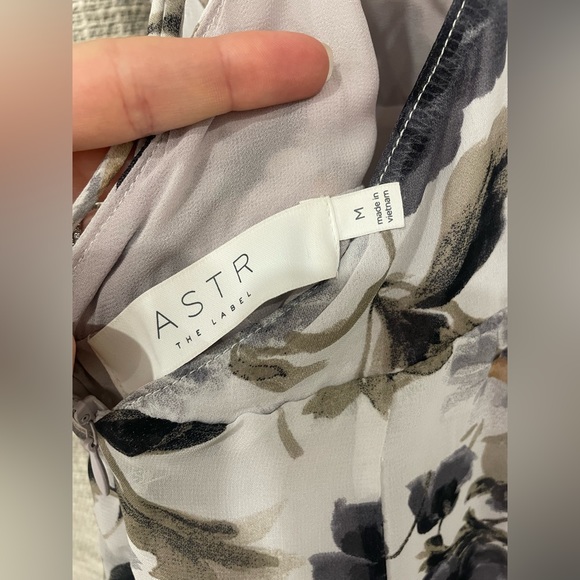 ASTR
THE LABEL
M
made in
vietnam